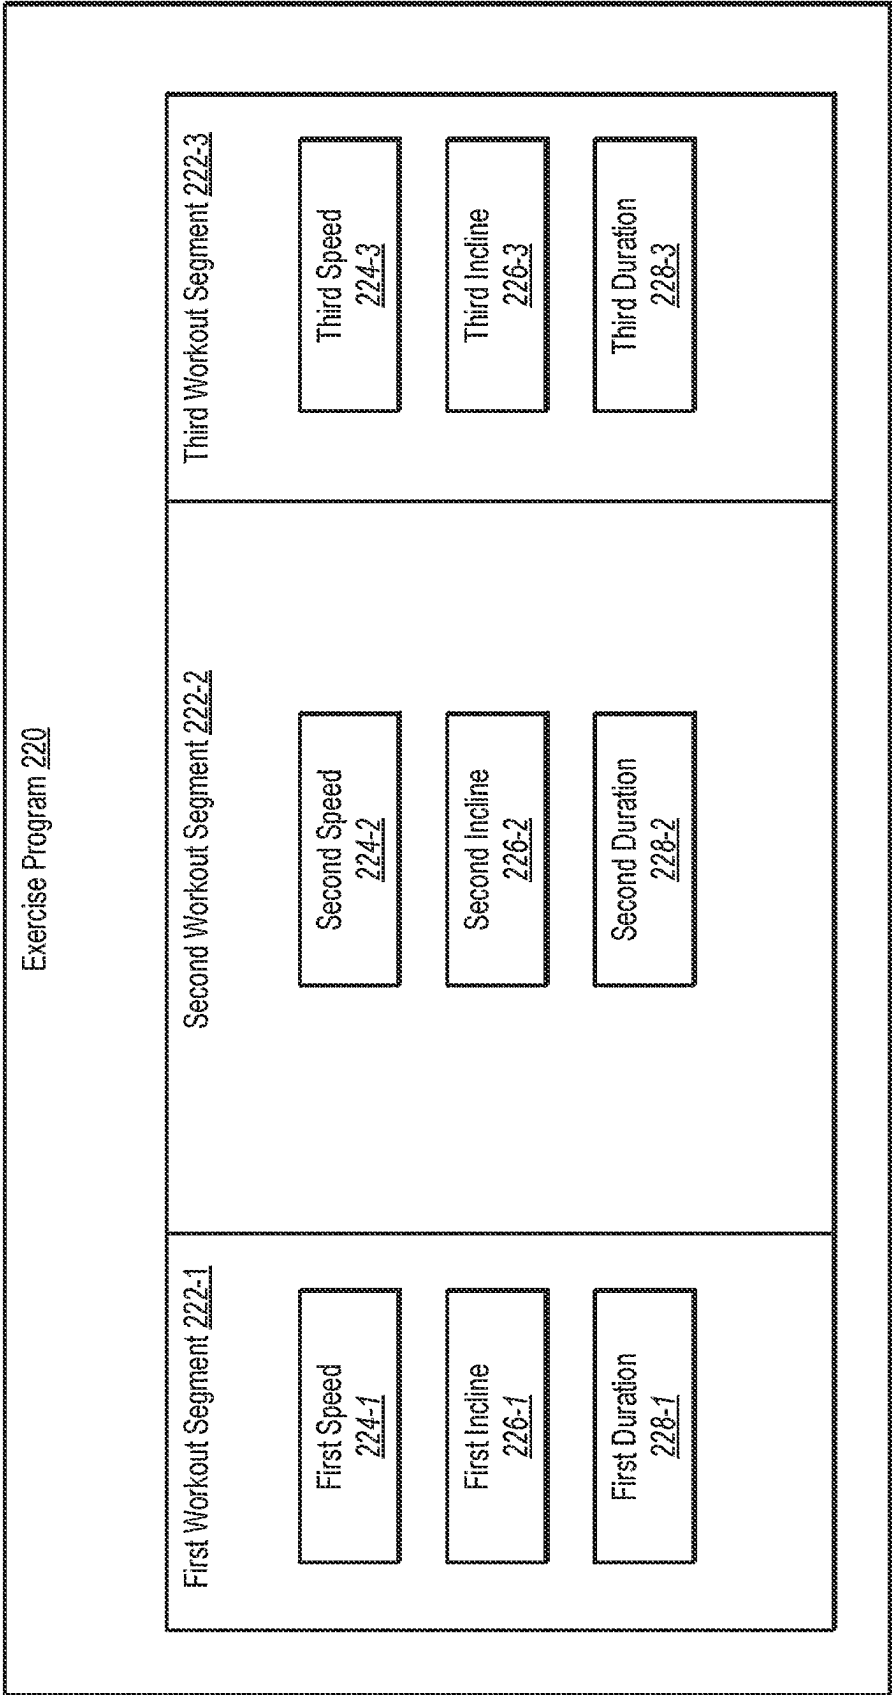 Exercise Program 220
First Workout Segment 222-1
First Speed
224-1
First Incline
226-1
First Duration
228-1
Second Workout Segment 222-2
Second Speed
224-2
Second Incline
226-2
Second Duration
228-2
Third Workout Segment 222-3
Third Speed
224-3
Third Incline
226-3
Third Duration
228-3